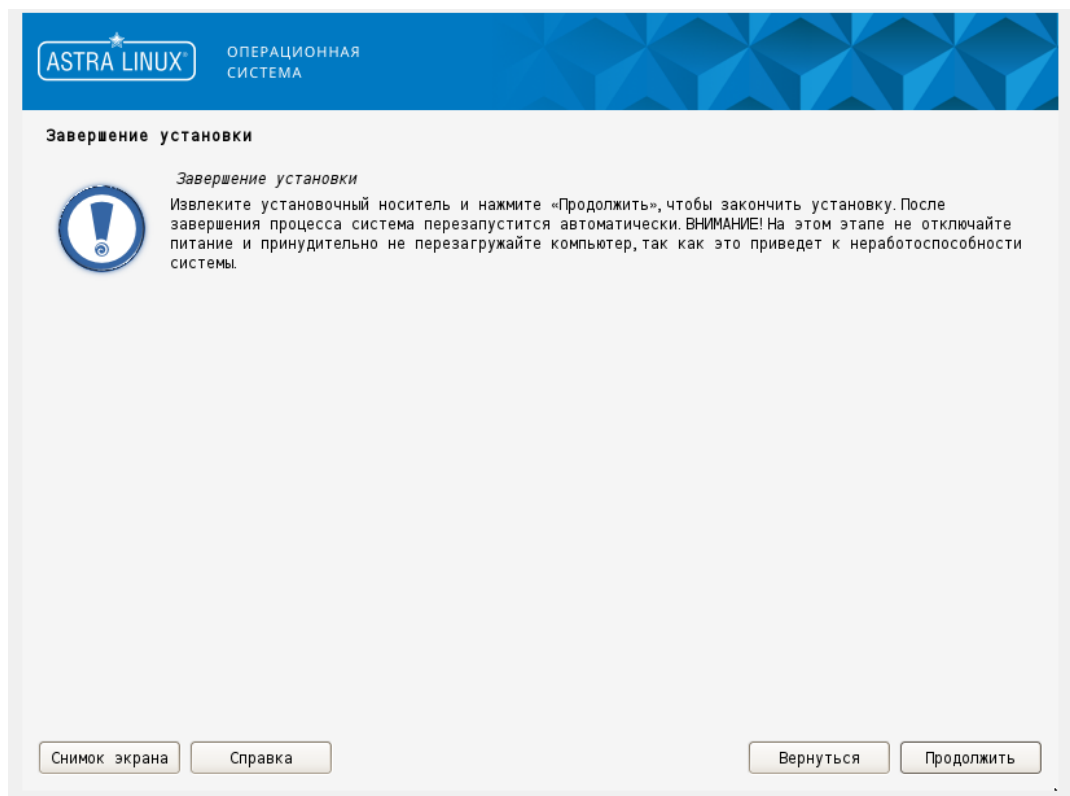 ASTRA LINUX®
ОПЕРАЦИОННАЯ
СИСТЕМА
Завершение установки
Завершение установки
Извлеките установочный носитель и нажмите «Продолжить», чтобы закончить установку. После
завершения процесса система перезапустится автоматически. ВНИМАНИЕ! На этом этапе не отключайте
питание и принудительно не перезагружайте компьютер, так как это приведет к неработоспособности
системы.
Снимок экрана
Справка
Вернуться
Продолжить